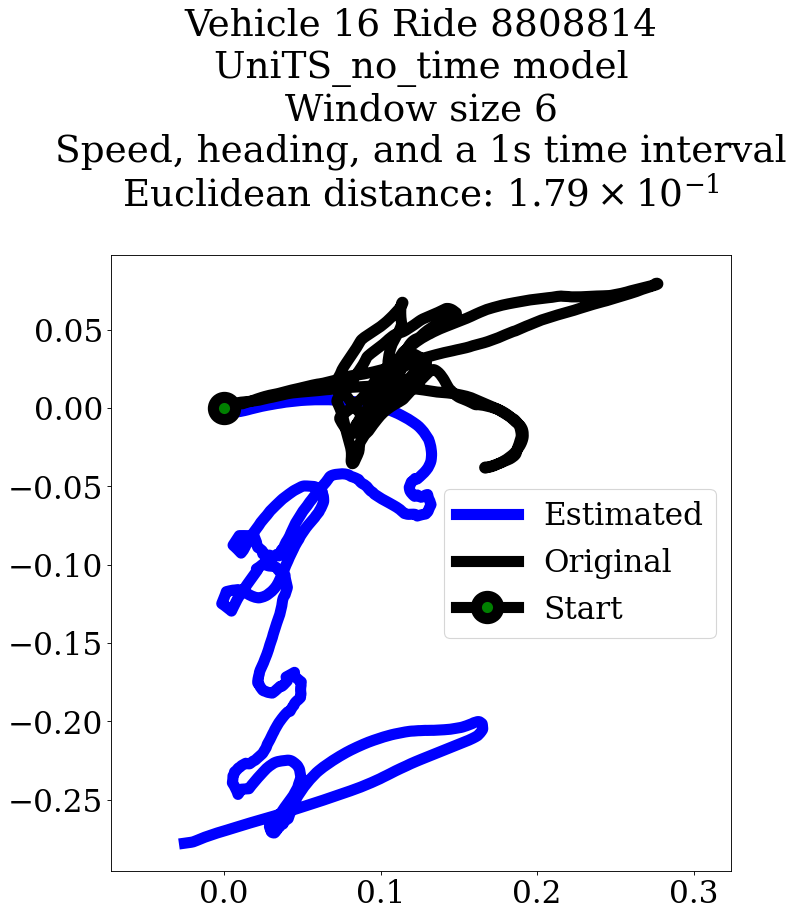 Vehicle 16 Ride 8808814
UniTS_no_time model
Window size 6
Speed, heading, and a 1s time interval
Euclidean distance: 1.79 × 10⁻¹
0.05
0.00
−0.05
−0.10
−0.15
−0.20
−0.25
Estimated
Original
Start
0.0 0.1 0.2 0.3